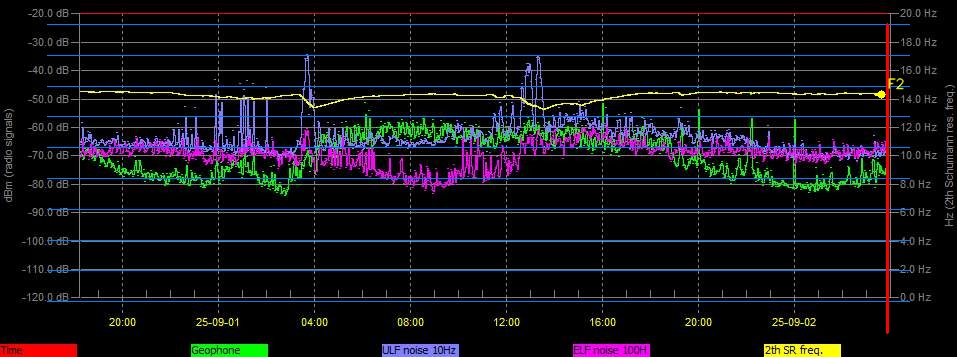 -20.0 dB 20.0 Hz
-30.0 dB 18.0 Hz
-40.0 dB 16.0 Hz
F2
-50.0 dB 14.0 Hz
-60.0 dB 12.0 Hz
-70.0 dB 10.0 Hz
-80.0 dB 8.0 Hz
-90.0 dB 6.0 Hz
-100.0 dB 4.0 Hz
-110.0 dB 2.0 Hz
-120.0 dB 0.0 Hz
dBm (radio signals)
Hz (2th Schumann res. freq.)
20:00 25-09-01 04:00 08:00 12:00 16:00 20:00 25-09-02
Time Geophone ULF noise 10Hz ELF noise 100H 2th SR freq.